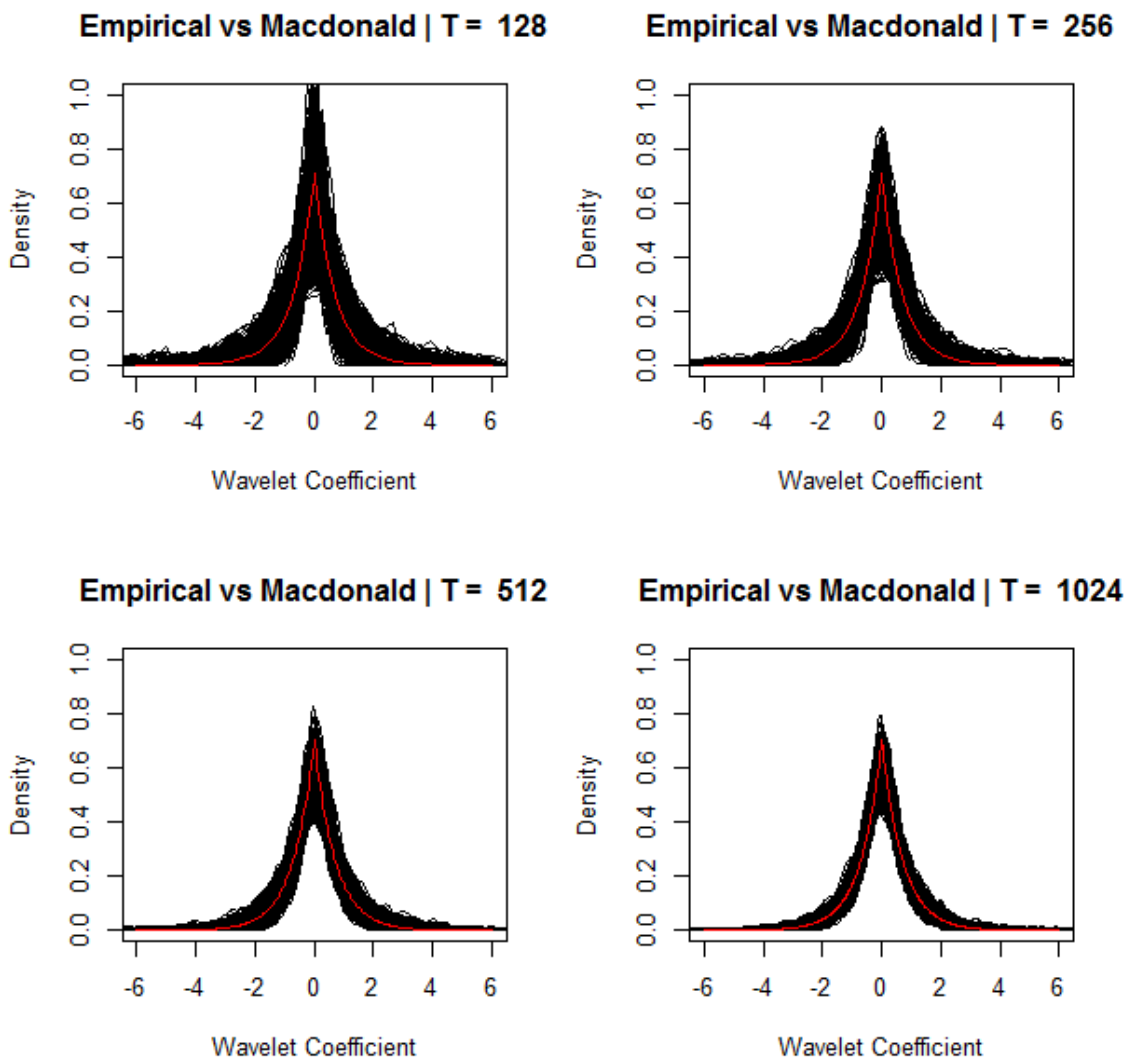 Empirical vs Macdonald | T = 128
Density
0.0 0.2 0.4 0.6 0.8 1.0
-6 -4 -2 0 2 4 6
Wavelet Coefficient
Empirical vs Macdonald | T = 256
Density
0.0 0.2 0.4 0.6 0.8 1.0
-6 -4 -2 0 2 4 6
Wavelet Coefficient
Empirical vs Macdonald | T = 512
Density
0.0 0.2 0.4 0.6 0.8 1.0
-6 -4 -2 0 2 4 6
Wavelet Coefficient
Empirical vs Macdonald | T = 1024
Density
0.0 0.2 0.4 0.6 0.8 1.0
-6 -4 -2 0 2 4 6
Wavelet Coefficient